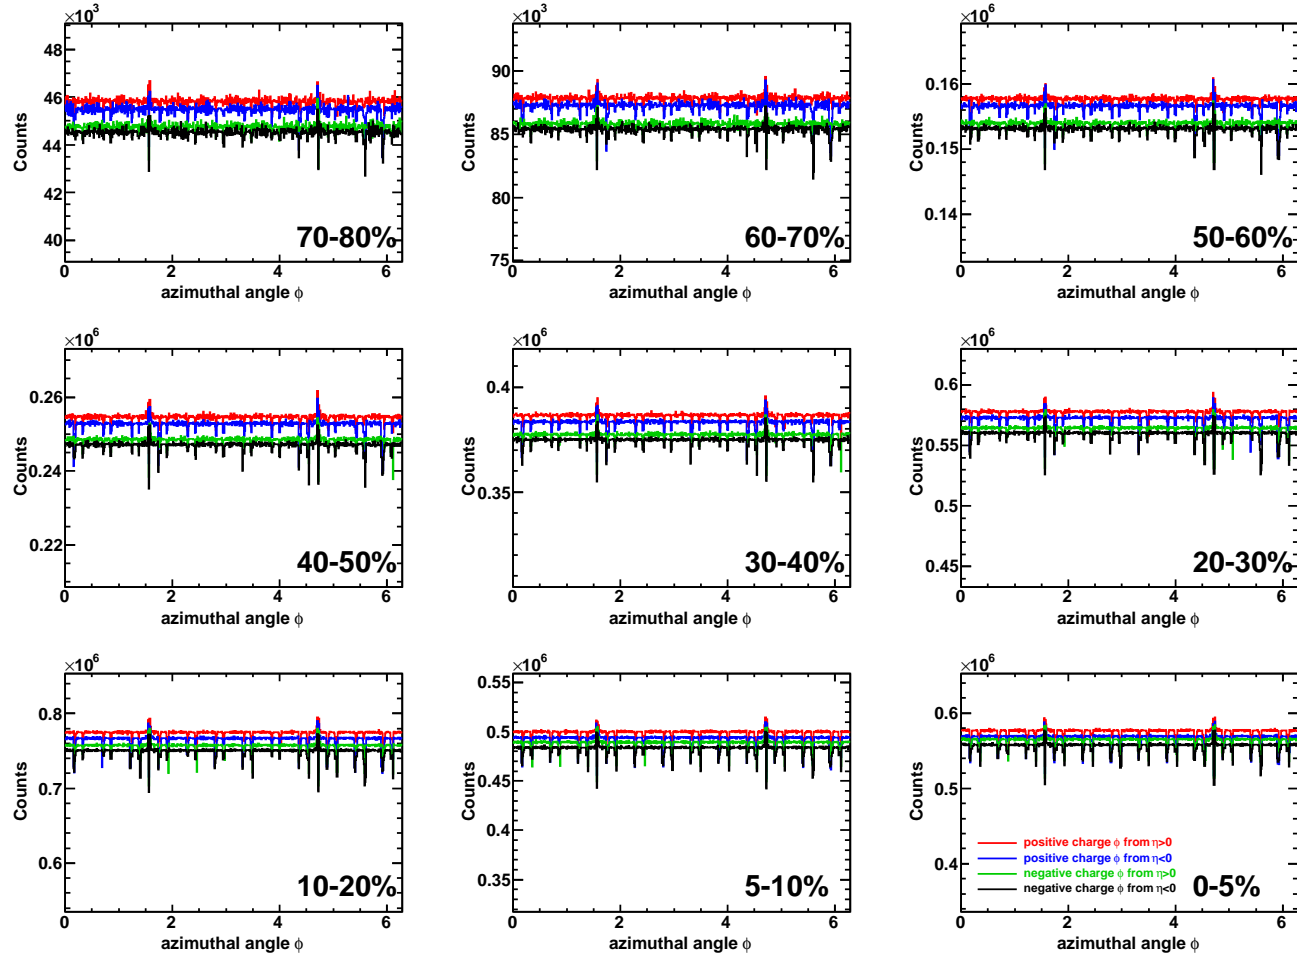 ×10³ ×10³ ×10⁶
Counts
48
46
44
42
40
0 2 4 6
70-80%
azimuthal angle ϕ
Counts
90
85
80
75
0 2 4 6
60-70%
azimuthal angle ϕ
Counts
0.16
0.15
0.14
0 2 4 6
50-60%
azimuthal angle ϕ
×10⁶ ×10⁶ ×10⁶
Counts
0.26
0.24
0.22
0 2 4 6
40-50%
azimuthal angle ϕ
Counts
0.4
0.35
0 2 4 6
30-40%
azimuthal angle ϕ
Counts
0.6
0.55
0.5
0.45
0 2 4 6
20-30%
azimuthal angle ϕ
×10⁶ ×10⁶ ×10⁶
Counts
0.8
0.7
0.6
0 2 4 6
10-20%
azimuthal angle ϕ
Counts
0.55
0.5
0.45
0.4
0.35
0 2 4 6
5-10%
azimuthal angle ϕ
Counts
0.6
0.5
0.4
0 2 4 6
positive charge ϕ from η>0
positive charge ϕ from η<0
negative charge ϕ from η>0
negative charge ϕ from η<0
0-5%
azimuthal angle ϕ